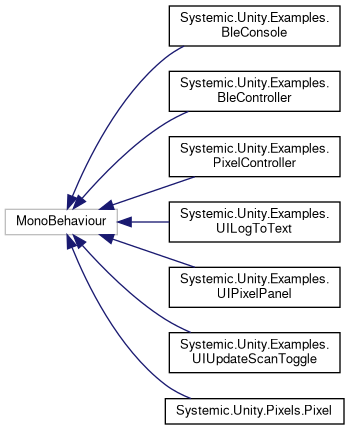 Systemic.Unity.Examples.
BleConsole
Systemic.Unity.Examples.
BleController
Systemic.Unity.Examples.
PixelController
MonoBehaviour
Systemic.Unity.Examples.
UILogToText
Systemic.Unity.Examples.
UIPixelPanel
Systemic.Unity.Examples.
UIUpdateScanToggle
Systemic.Unity.Pixels.Pixel